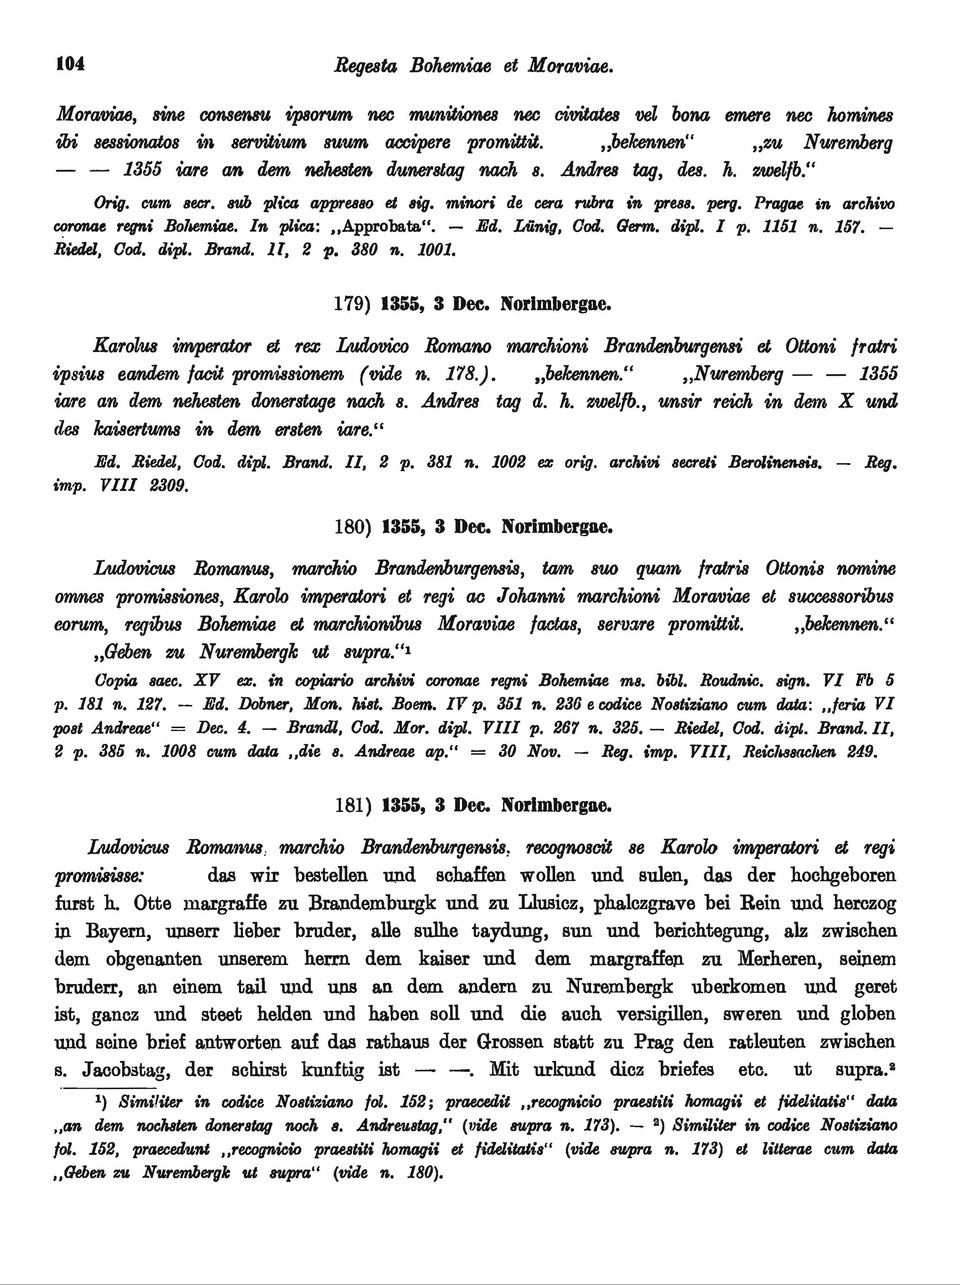 104 Regesta Bohemiae et Moraviae.
Moraviae, sine consensu ipsorum nec munitiones nec civitates vel bona emere nec homines
ibi sessionatos in servitium suum accipere promittit. „bekennen“ „zu Nuremberg
— — 1355 iare an dem nehesten dunerstag nach s. Andres tag, des. h. zwelfb.“
Orig. cum secr. sub plica appresso et sig. minori de cera rubra in press. perg. Pragae in archivo
coronae regni Bohemiae. In plica: „Approbata“. — Ed. Lünig, Cod. Germ. dipl. I p. 1151 n. 157. —
Riedel, Cod. dipl. Brand. II, 2 p. 380 n. 1001.
179) 1355, 3 Dec. Norimbergae.
Karolus imperator et rex Ludovico Romano marchioni Brandenburgensi et Ottoni fratri
ipsius eandem facit promissionem (vide n. 178.). „bekennen.“ „Nuremberg — — 1355
iare an dem nehesten donerstage nach s. Andres tag d. h. zwelfb., unsir reich in dem X und
des kaisertums in dem ersten iare.“
Ed. Riedel, Cod. dipl. Brand. II, 2 p. 381 n. 1002 ex orig. archivi secreti Berolinensis. — Reg.
imp. VIII 2309.
180) 1355, 3 Dec. Norimbergae.
Ludovicus Romanus, marchio Brandenburgensis, tam suo quam fratris Ottonis nomine
omnes promissiones, Karolo imperatori et regi ac Johanni marchioni Moraviae et successoribus
eorum, regibus Bohemiae et marchionibus Moraviae factas, servare promittit. „bekennen.“
„Geben zu Nurembergk ut supra.“¹
Copia saec. XV ex. in copiario archivi coronae regni Bohemiae ms. bibl. Roudnic. sign. VI Fb 5
p. 181 n. 127. — Ed. Dobner, Mon. hist. Boem. IV p. 351 n. 236 e codice Nostiziano cum data: „feria VI
post Andreae“ = Dec. 4. — Brandl, Cod. Mor. dipl. VIII p. 267 n. 325. — Riedel, Cod. dipl. Brand. II,
2 p. 385 n. 1008 cum data „die s. Andreae ap.“ = 30 Nov. — Reg. imp. VIII, Reichssachen 249.
181) 1355, 3 Dec. Norimbergae.
Ludovicus Romanus, marchio Brandenburgensis, recognoscit se Karolo imperatori et regi
promisisse: das wir bestellen und schaffen wollen und sulen, das der hochgeboren
furst h. Otte margraffe zu Brandemburgk und zu Llusicz, phalczgrave bei Rein und herczog
in Bayern, unserr lieber bruder, alle sulhe taydung, sun und berichtegung, alz zwischen
dem obgenanten unserem herrn dem kaiser und dem margraffen zu Merheren, seinem
bruderr, an einem tail und uns an dem andern zu Nurembergk uberkomen und geret
ist, gancz und steet helden und haben soll und die auch versigillen, sweren und globen
und seine brief antworten auf das rathaus der Grossen statt zu Prag den ratleuten zwischen
s. Jacobstag, der schirst kunftig ist — —. Mit urkund dicz briefes etc. ut supra.²
¹) Similiter in codice Nostiziano fol. 152; praecedit „recognicio praestiti homagii et fidelitatis“ data
„an dem nochsten donerstag noch s. Andreustag,“ (vide supra n. 173). — ²) Similiter in codice Nostiziano
fol. 152, praecedunt „recognicio praestiti homagii et fidelitatis“ (vide supra n. 173) et litterae cum data
„Geben zu Nurembergk ut supra“ (vide n. 180).